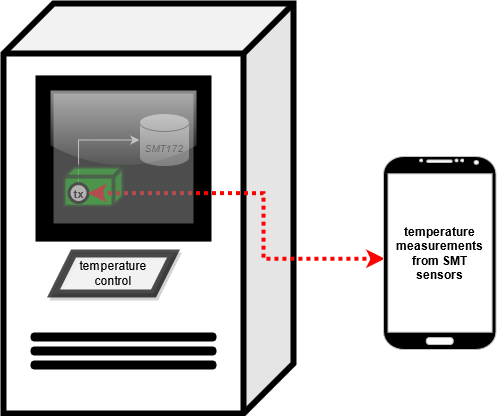 SMT172
tx
temperature
control
temperature
measurements
from SMT
sensors